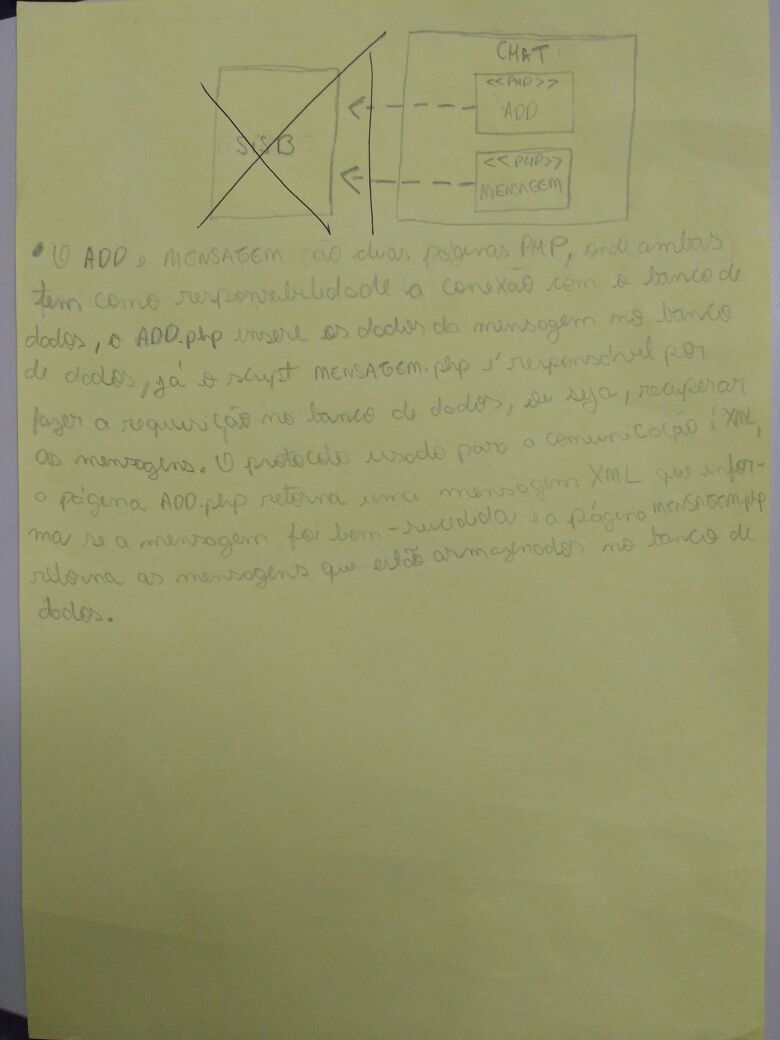 CHAT
<<PHP>>
ADD
SISB
<<PHP>>
MENSAGEM
• O ADD e MENSAGEM são duas páginas PHP, onde ambas
tem como responsabilidade a conexão com o banco de
dados, o ADD.php insere os dados da mensagem no banco
de dados, já o script MENSAGEM.php é responsável por
fazer a requisição no banco de dados, ou seja, recuperar
as mensagens. O protocolo usado para a comunicação é XML,
a página ADD.php retorna uma mensagem XML que infor-
ma se a mensagem foi bem-sucedida e a página MENSAGEM.php
retorna as mensagens que estão armazenados no banco de
dados.